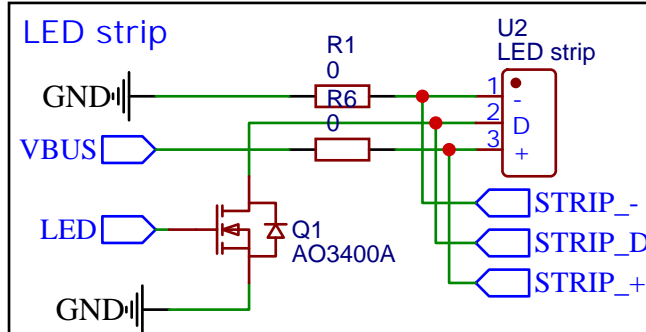 LED strip
U2
LED strip
R1
0
GND
1
-
R6
2
D
0
VBUS
3
+
STRIP_-
LED
Q1
AO3400A
STRIP_D
STRIP_+
GND